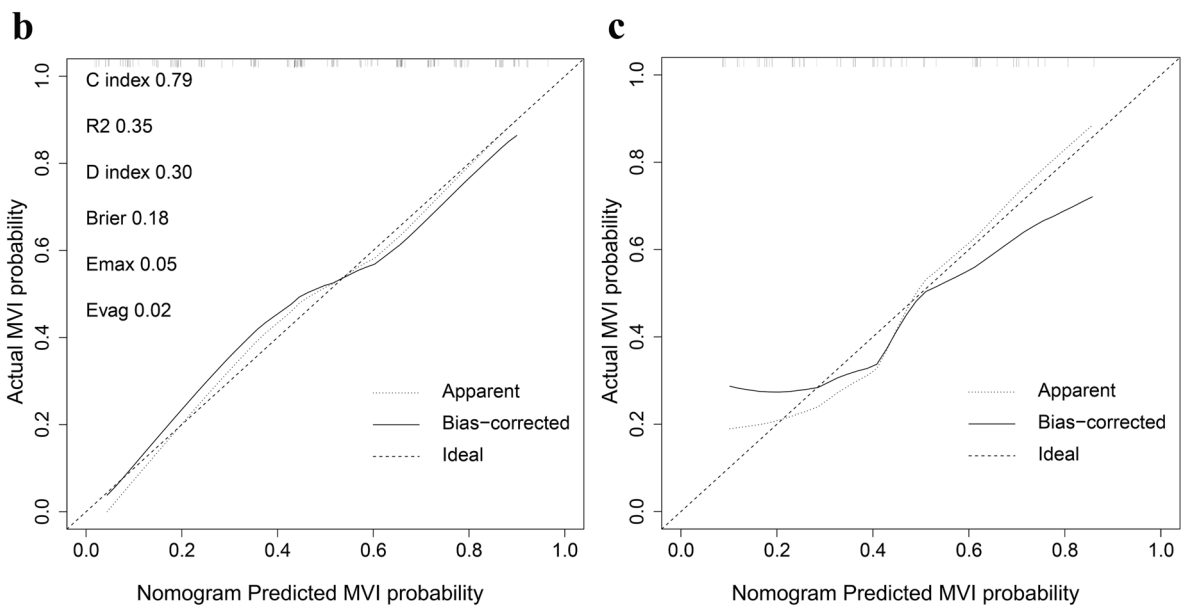 b
C index 0.79
R2 0.35
D index 0.30
Brier 0.18
Emax 0.05
Evag 0.02
Apparent
Bias−corrected
Ideal
Actual MVI probability
0.0
0.2
0.4
0.6
0.8
1.0
0.0 0.2 0.4 0.6 0.8 1.0
Nomogram Predicted MVI probability
c
Apparent
Bias−corrected
Ideal
Actual MVI probability
0.0
0.2
0.4
0.6
0.8
1.0
0.0 0.2 0.4 0.6 0.8 1.0
Nomogram Predicted MVI probability